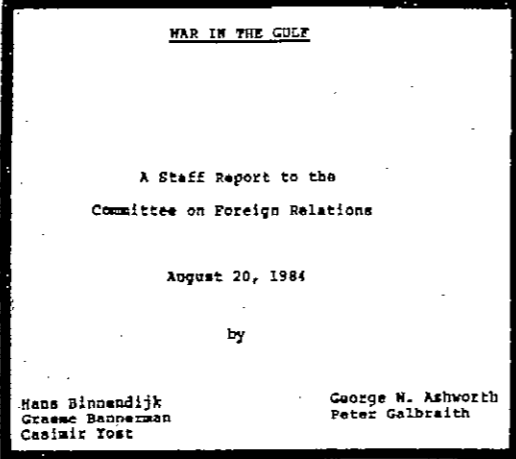 WAR IN THE GULF
A Staff Report to the
Committee on Foreign Relations
August 20, 1984
by
Hans Binnendijk
Graeme Bannerman
Casimir Yost
George W. Ashworth
Peter Galbraith